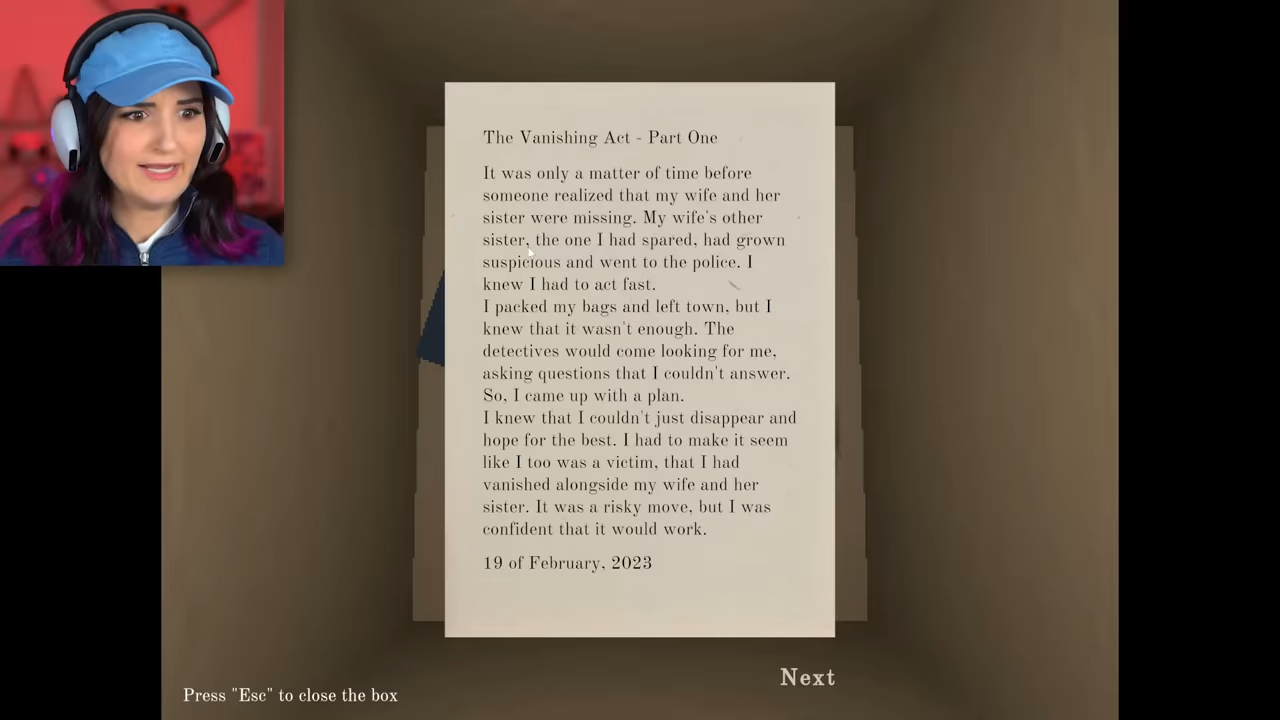 The Vanishing Act - Part One
It was only a matter of time before
someone realized that my wife and her
sister were missing. My wife's other
sister, the one I had spared, had grown
suspicious and went to the police. I
knew I had to act fast.
I packed my bags and left town, but I
knew that it wasn't enough. The
detectives would come looking for me,
asking questions that I couldn't answer.
So, I came up with a plan.
I knew that I couldn't just disappear and
hope for the best. I had to make it seem
like I too was a victim, that I had
vanished alongside my wife and her
sister. It was a risky move, but I was
confident that it would work.
19 of February, 2023
Next
Press "Esc" to close the box